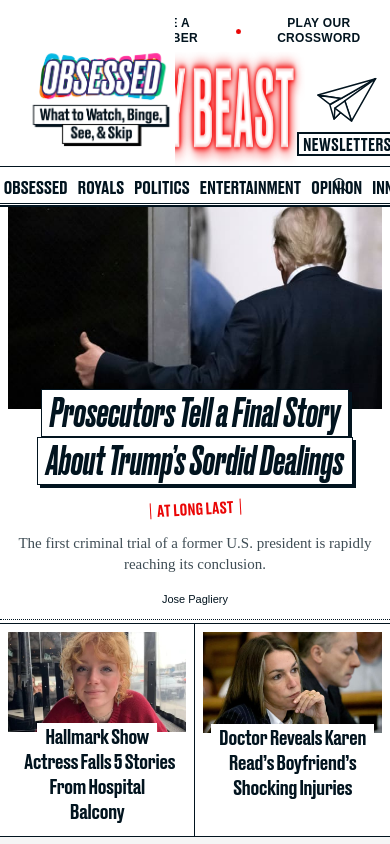 E A
BER
PLAY OUR
CROSSWORD
OBSESSED
What to Watch, Binge,
See, & Skip
Y BEAST
NEWSLETTERS
OBSESSED ROYALS POLITICS ENTERTAINMENT OPINION INN
Prosecutors Tell a Final Story
About Trump's Sordid Dealings
AT LONG LAST
The first criminal trial of a former U.S. president is rapidly
reaching its conclusion.
Jose Pagliery
Hallmark Show
Actress Falls 5 Stories
From Hospital
Balcony
Doctor Reveals Karen
Read's Boyfriend's
Shocking Injuries